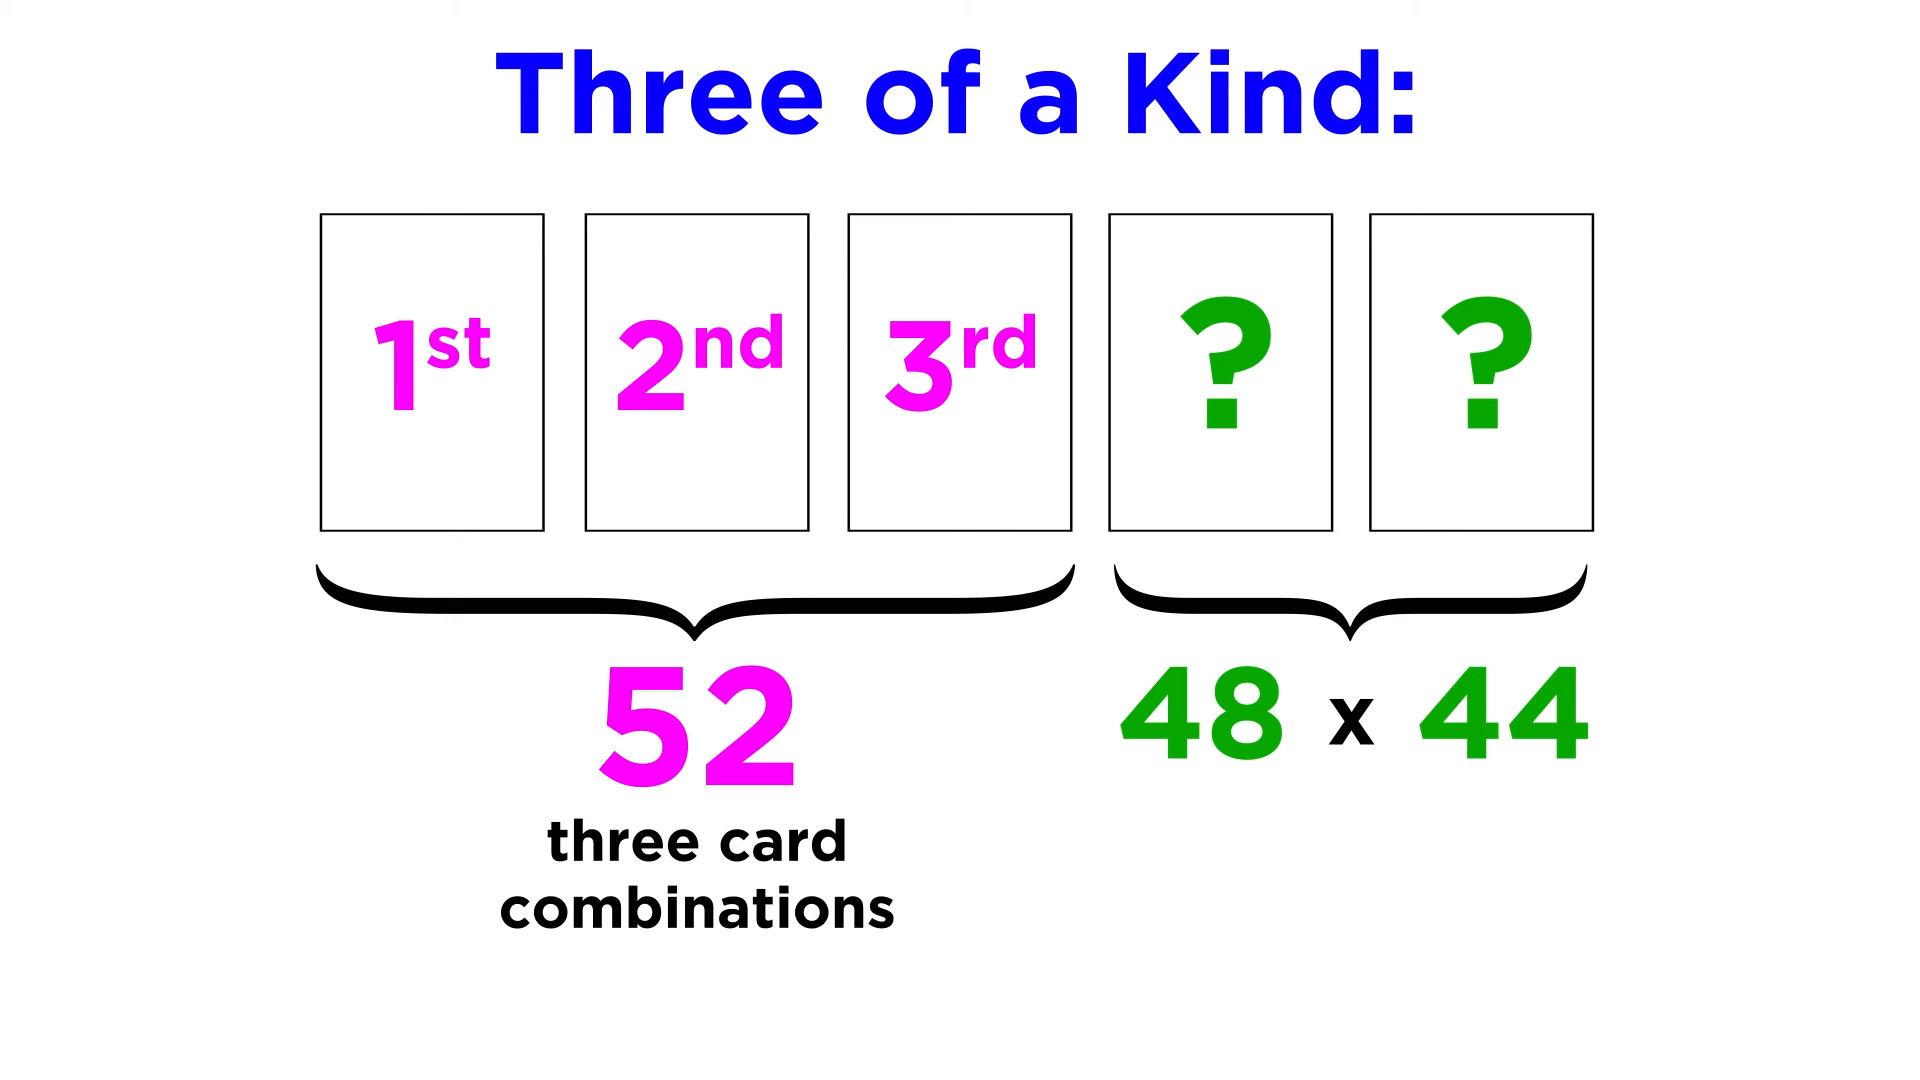 Three of a Kind:
1st 2nd 3rd ? ?
52 48 x 44
three card
combinations